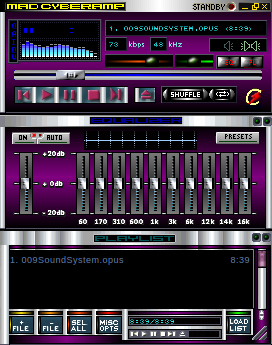 MAD CYBERAMP STANDBY
1. 009SOUNDSYSTEM.OPUS (8:39)
73 kbps 48 kHz
SHUFFLE
EQUALIZER
ON AUTO PRESETS
+20db
+0db
-20db
60 170 310 600 1k 3k 6k 12k 14k 16k
PLAYLIST
1. 009SoundSystem.opus 8:39
+ FILE - FILE SEL ALL MISC OPTS 8:39/8:39 LOAD LIST